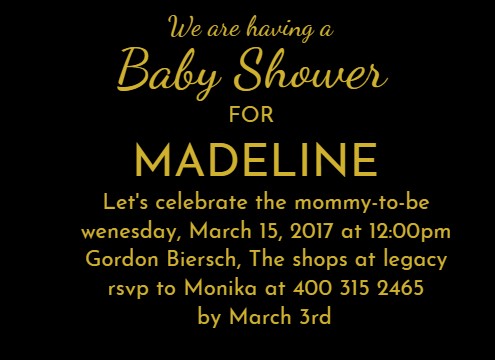 We are having a
Baby Shower
FOR
MADELINE
Let's celebrate the mommy-to-be
wenesday, March 15, 2017 at 12:00pm
Gordon Biersch, The shops at legacy
rsvp to Monika at 400 315 2465
by March 3rd